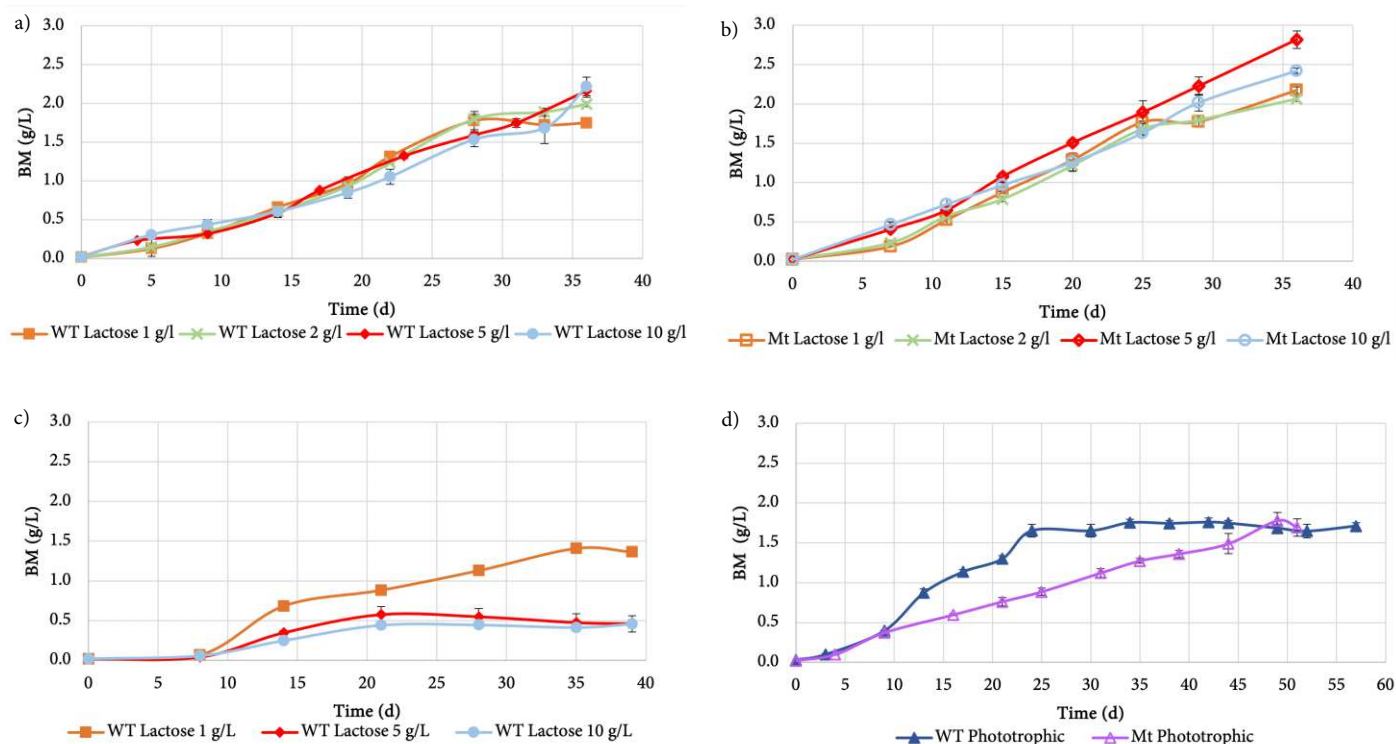 a)
3.0
2.5
2.0
1.5
1.0
0.5
0.0
BM (g/L)
0 5 10 15 20 25 30 35 40
Time (d)
WT Lactose 1 g/l WT Lactose 2 g/l WT Lactose 5 g/l WT Lactose 10 g/l
b)
3.0
2.5
2.0
1.5
1.0
0.5
0.0
BM (g/L)
0 5 10 15 20 25 30 35 40
Time (d)
Mt Lactose 1 g/l Mt Lactose 2 g/l Mt Lactose 5 g/l Mt Lactose 10 g/l
c)
3.0
2.5
2.0
1.5
1.0
0.5
0.0
BM (g/L)
0 5 10 15 20 25 30 35 40
Time (d)
WT Lactose 1 g/L WT Lactose 5 g/L WT Lactose 10 g/L
d)
3.0
2.5
2.0
1.5
1.0
0.5
0.0
BM (g/L)
0 5 10 15 20 25 30 35 40 45 50 55 60
Time (d)
WT Phototrophic Mt Phototrophic